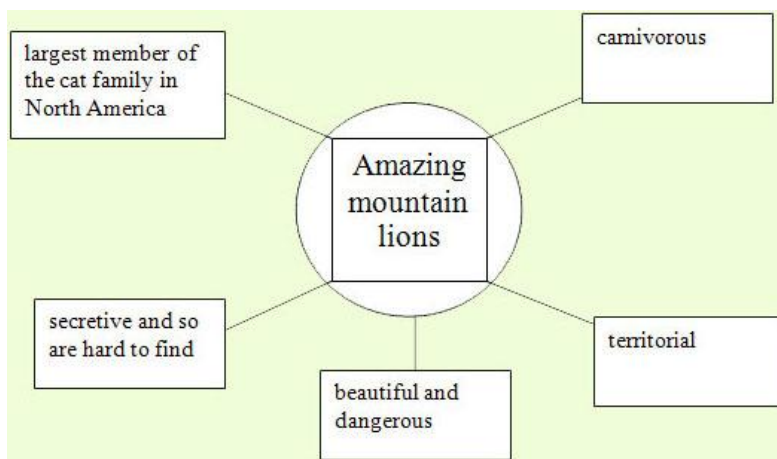 largest member of
the cat family in
North America
carnivorous
Amazing
mountain
lions
secretive and so
are hard to find
territorial
beautiful and
dangerous